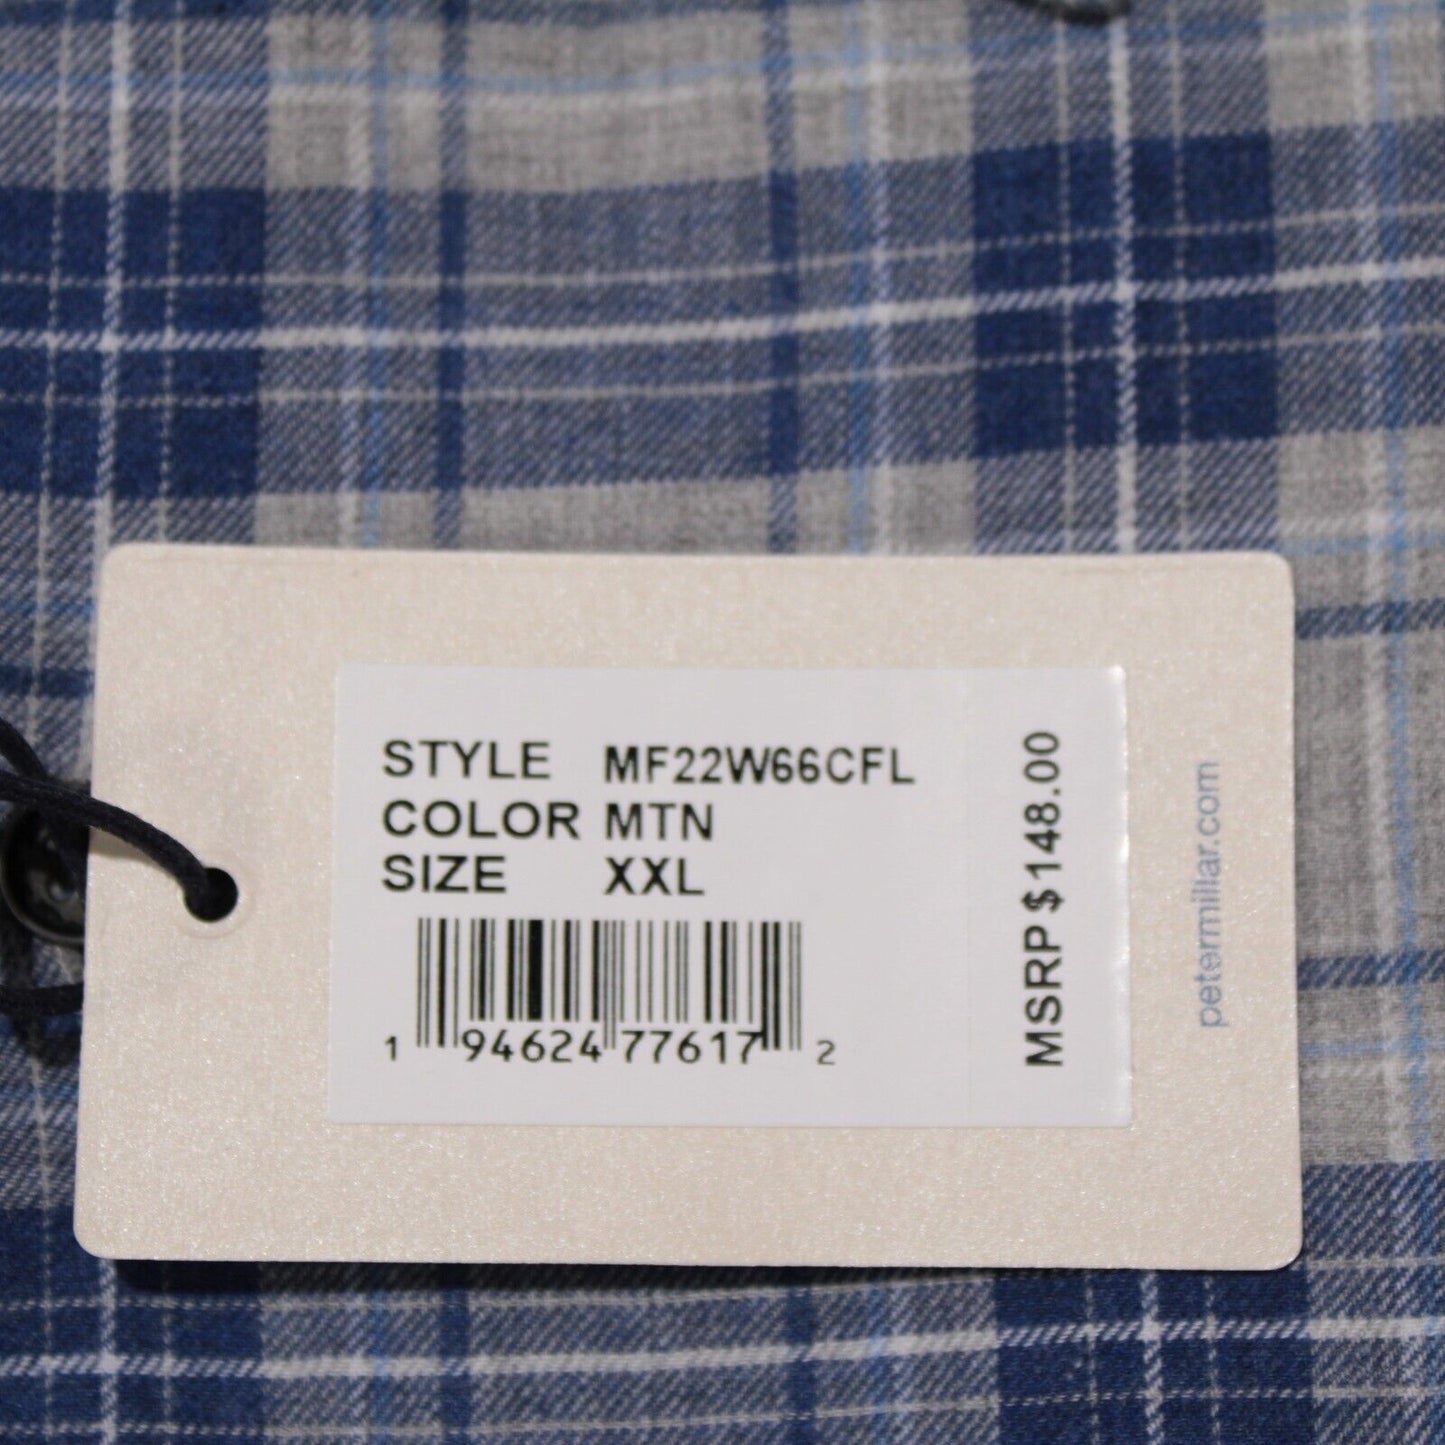 STYLE MF22W66CFL
COLOR MTN
SIZE XXL
1 94624 77617 2
MSRP $148.00
petermillar.com